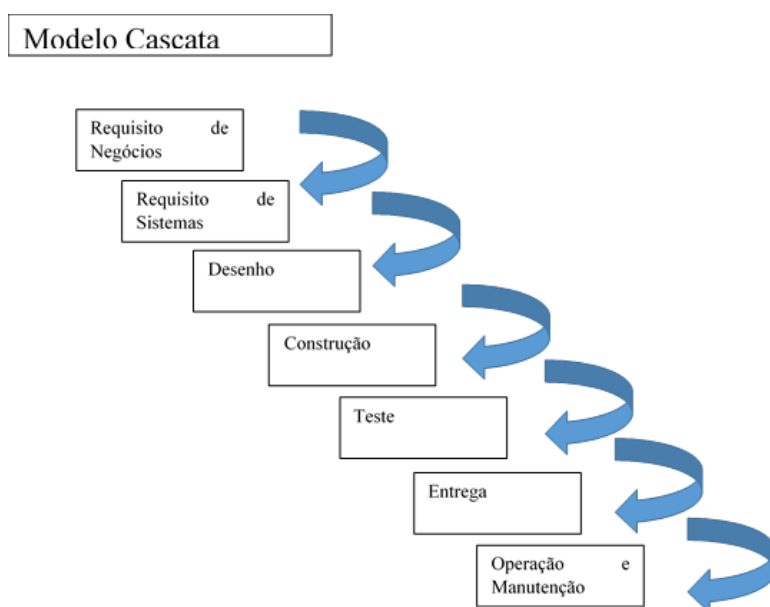 Modelo Cascata
Requisito de
Negócios
Requisito de
Sistemas
Desenho
Construção
Teste
Entrega
Operação e
Manutenção